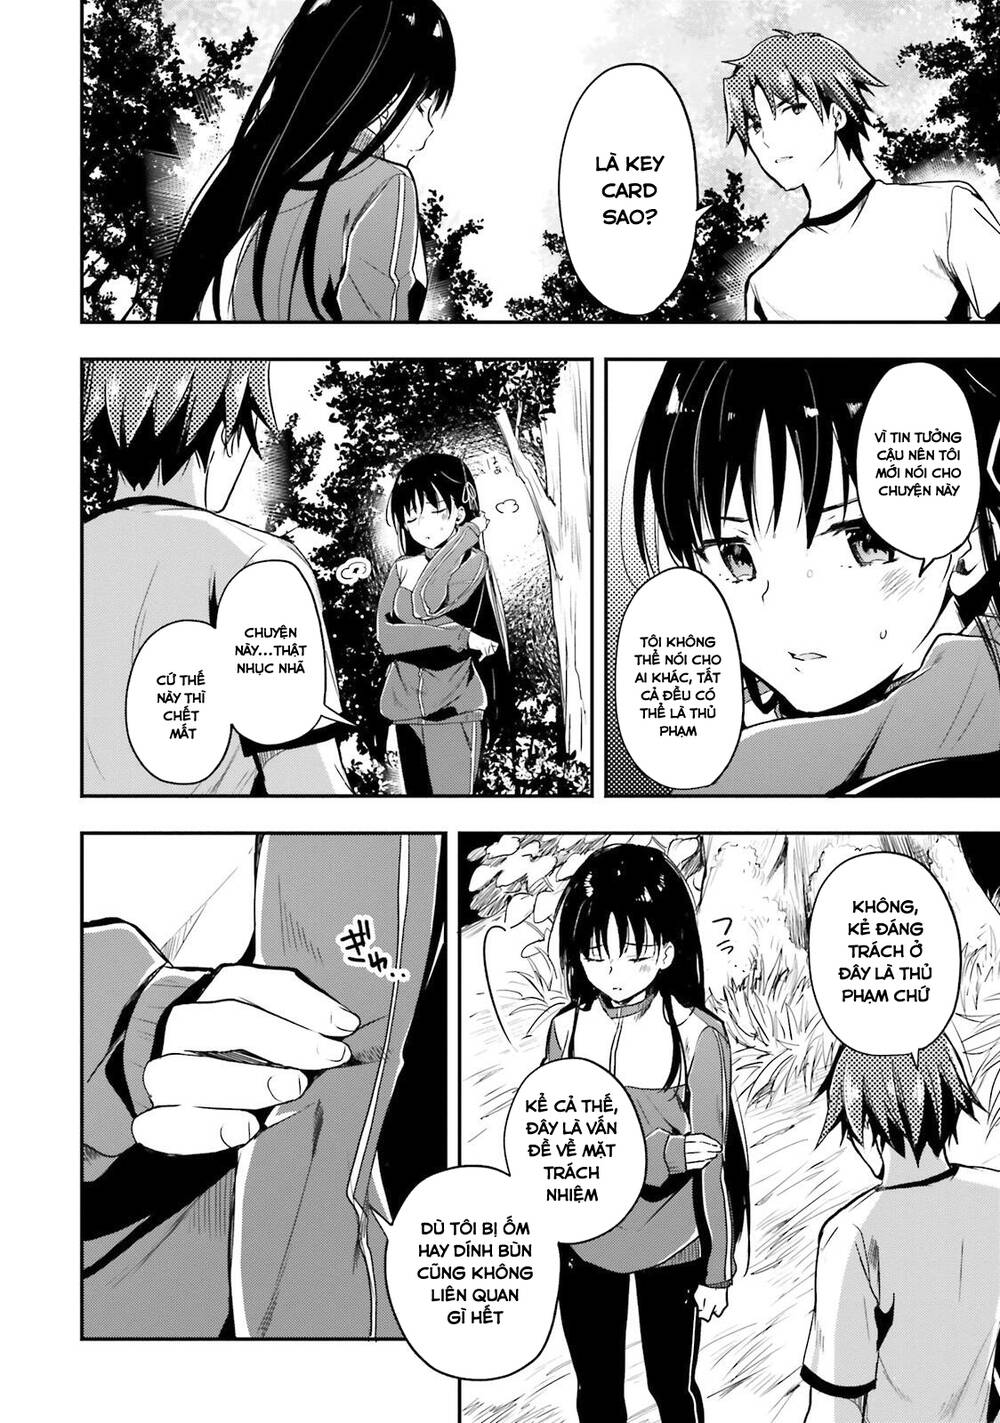 LÀ KEY
CARD
SAO?
VÌ TIN TƯỞNG
CẬU NÊN TÔI
MỚI NÓI CHO
CHUYỆN NÀY
TÔI KHÔNG
THỂ NÓI CHO
AI KHÁC, TẤT
CẢ ĐỀU CÓ
THỂ LÀ THỦ
PHẠM
CHUYỆN
NÀY...THẬT
NHỤC NHÃ
CỨ THẾ
NÀY THÌ
CHẾT
MẤT
KHÔNG,
KẺ ĐÁNG
TRÁCH Ở
ĐÂY LÀ THỦ
PHẠM CHỨ
KỂ CẢ THẾ,
ĐÂY LÀ VẤN
ĐỀ VỀ MẶT
TRÁCH
NHIỆM
DÙ TÔI BỊ ỐM
HAY DÍNH BÙN
CŨNG KHÔNG
LIÊN QUAN
GÌ HẾT
ぎゅ..